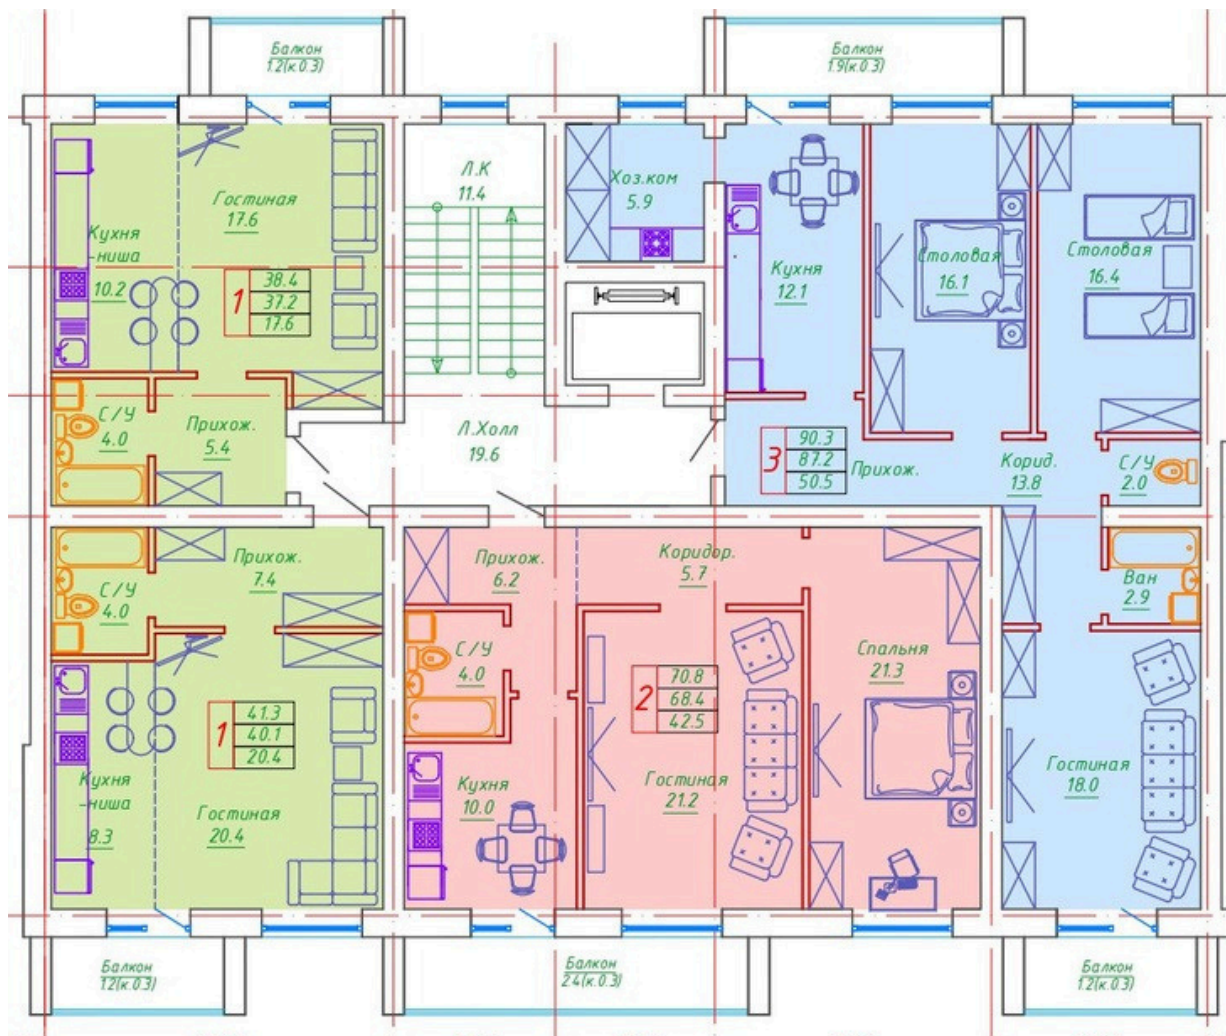 Балкон
1.2(к.0.3)
Балкон
1.9(к.0.3)
Гостиная
17.6
Кухня
-ниша
10.2
1
38.4
37.2
17.6
Л.К
11.4
Хоз.ком
5.9
Кухня
12.1
Столовая
16.1
Столовая
16.4
С/У
4.0
Прихож.
5.4
Л.Холл
19.6
3
90.3
87.2
50.5
Прихож.
Корид.
13.8
С/У
2.0
Прихож.
7.4
С/У
4.0
Прихож.
6.2
Коридор.
5.7
Ван
2.9
С/У
4.0
2
70.8
68.4
42.5
Спальня
21.3
1
41.3
40.1
20.4
Кухня
-ниша
8.3
Гостиная
20.4
Кухня
10.0
Гостиная
21.2
Гостиная
18.0
Балкон
1.2(к.0.3)
Балкон
2.4(к.0.3)
Балкон
1.2(к.0.3)